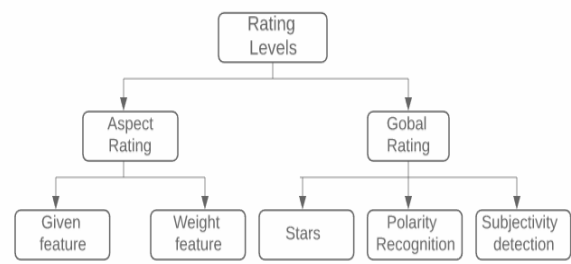 Rating
Levels
Aspect
Rating
Gobal
Rating
Given
feature
Weight
feature
Stars
Polarity
Recognition
Subjectivity
detection